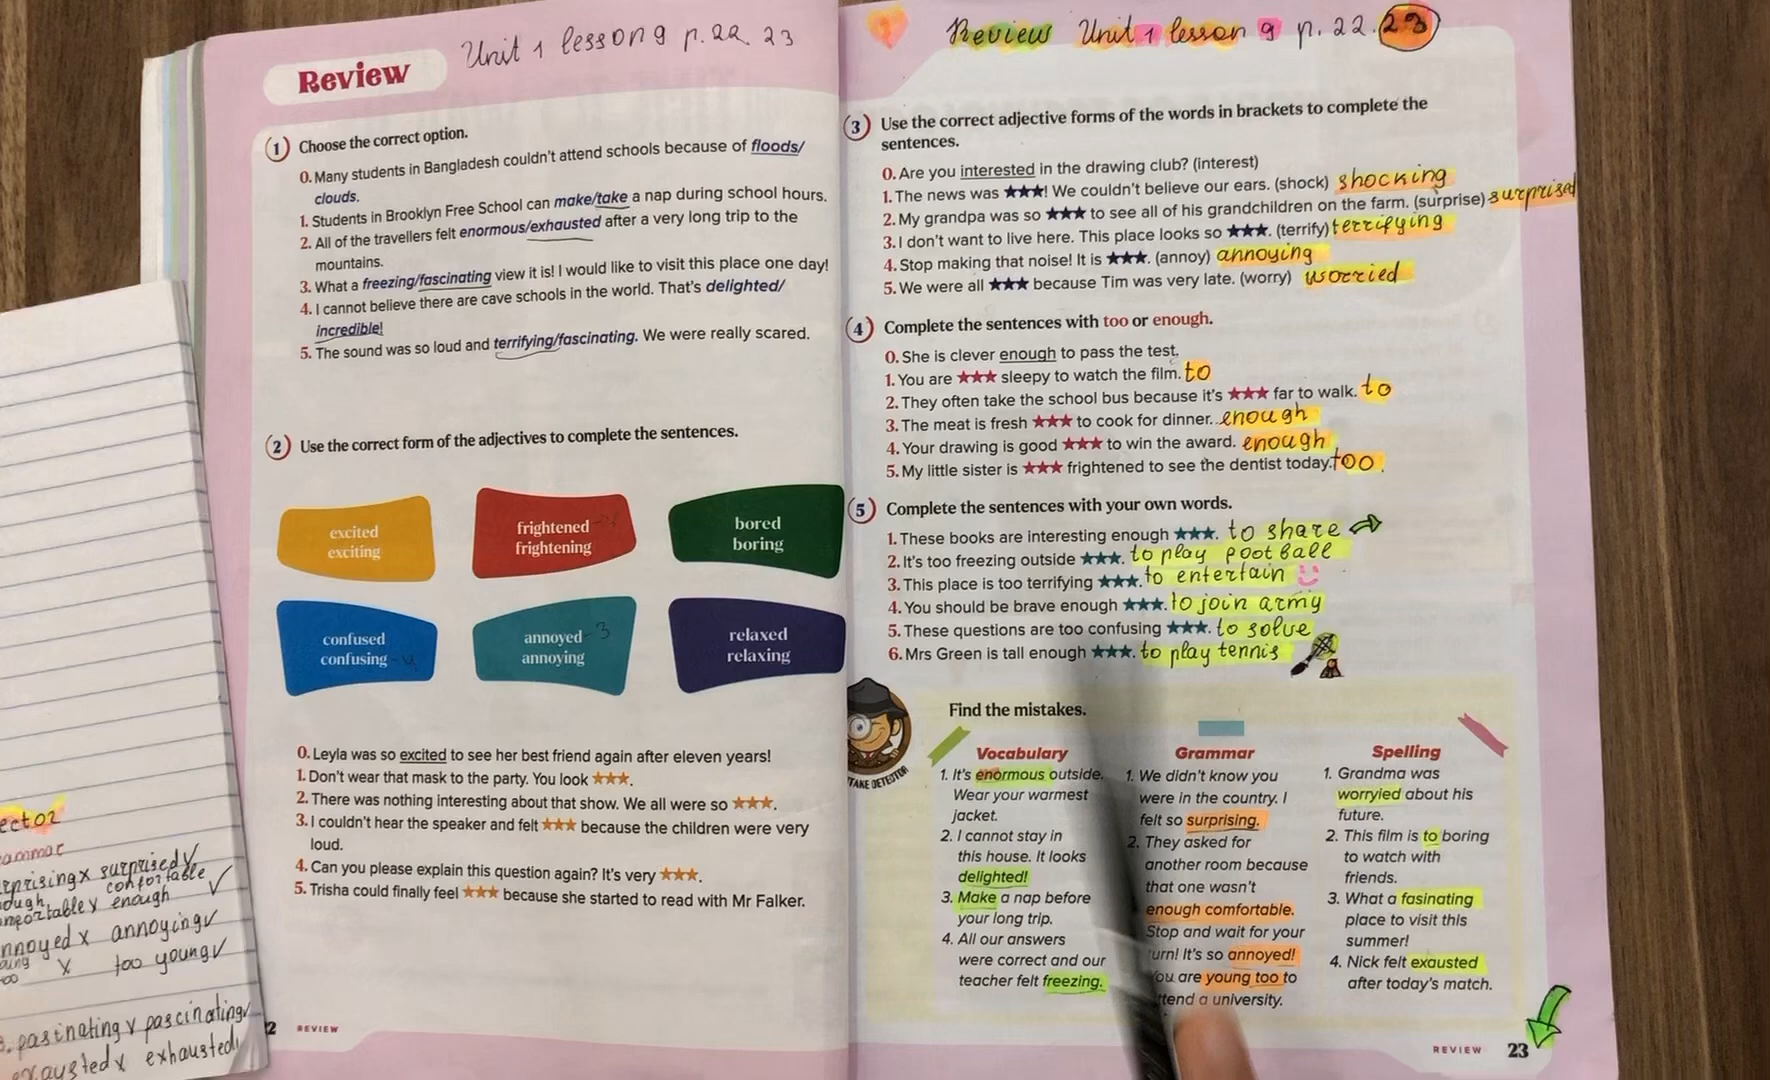 Unit 1 lesson 9 p. 22 23
Review
1 Choose the correct option.
0. Many students in Bangladesh couldn't attend schools because of floods/
clouds.
1. Students in Brooklyn Free School can make/take a nap during school hours.
2. All of the travellers felt enormous/exhausted after a very long trip to the
mountains.
3. What a freezing/fascinating view it is! I would like to visit this place one day!
4. I cannot believe there are cave schools in the world. That's delighted/
incredible!
5. The sound was so loud and terrifying/fascinating. We were really scared.
2 Use the correct form of the adjectives to complete the sentences.
excited
exciting
frightened
frightening
bored
boring
confused
confusing - 4
annoyed - 3
annoying
relaxed
relaxing
0. Leyla was so excited to see her best friend again after eleven years!
1. Don't wear that mask to the party. You look ★★★.
2. There was nothing interesting about that show. We all were so ★★★.
3. I couldn't hear the speaker and felt ★★★ because the children were very
loud.
4. Can you please explain this question again? It's very ★★★.
5. Trisha could finally feel ★★★ because she started to read with Mr Falker.
2 REVIEW
Review Unit 1 lesson 9 p. 22. 23
3 Use the correct adjective forms of the words in brackets to complete the
sentences.
0. Are you interested in the drawing club? (interest)
1. The news was ★★★! We couldn't believe our ears. (shock) shocking
2. My grandpa was so ★★★ to see all of his grandchildren on the farm. (surprise) surprised
3. I don't want to live here. This place looks so ★★★. (terrify) terrifying
4. Stop making that noise! It is ★★★. (annoy) annoying
5. We were all ★★★ because Tim was very late. (worry) worried
4 Complete the sentences with too or enough.
0. She is clever enough to pass the test.
1. You are ★★★ sleepy to watch the film. to
2. They often take the school bus because it's ★★★ far to walk. to
3. The meat is fresh ★★★ to cook for dinner. enough
4. Your drawing is good ★★★ to win the award. enough
5. My little sister is ★★★ frightened to see the dentist today. too.
5 Complete the sentences with your own words.
1. These books are interesting enough ★★★. to share
2. It's too freezing outside ★★★. to play football
3. This place is too terrifying ★★★. to entertain
4. You should be brave enough ★★★. to join army
5. These questions are too confusing ★★★. to solve
6. Mrs Green is tall enough ★★★. to play tennis
TAKE DETECTOR
Find the mistakes.
Vocabulary
1. It's enormous outside.
Wear your warmest
jacket.
2. I cannot stay in
this house. It looks
delighted!
3. Make a nap before
your long trip.
4. All our answers
were correct and our
teacher felt freezing.
Grammar
1. We didn't know you
were in the country. I
felt so surprising.
2. They asked for
another room because
that one wasn't
enough comfortable.
Stop and wait for your
urn! It's so annoyed!
You are young too to
ttend a university.
Spelling
1. Grandma was
worryied about his
future.
2. This film is to boring
to watch with
friends.
3. What a fasinating
place to visit this
summer!
4. Nick felt exausted
after today's match.
REVIEW 23
ector
ammar
rprising x surprised v
comfortable
ough
enough v
nnoyed x annoying v
oung x too young v
oo
exhausted